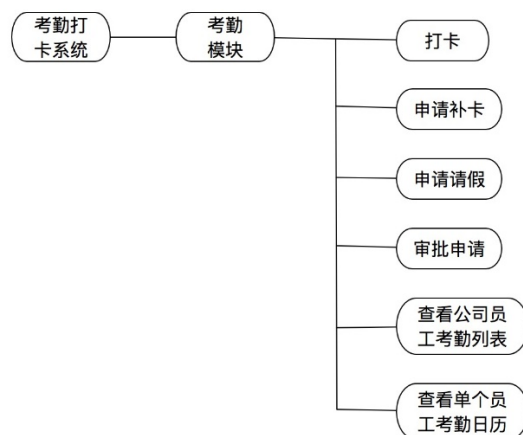 考勤打
卡系统
考勤
模块
打卡
申请补卡
申请请假
审批申请
查看公司员
工考勤列表
查看单个员
工考勤日历